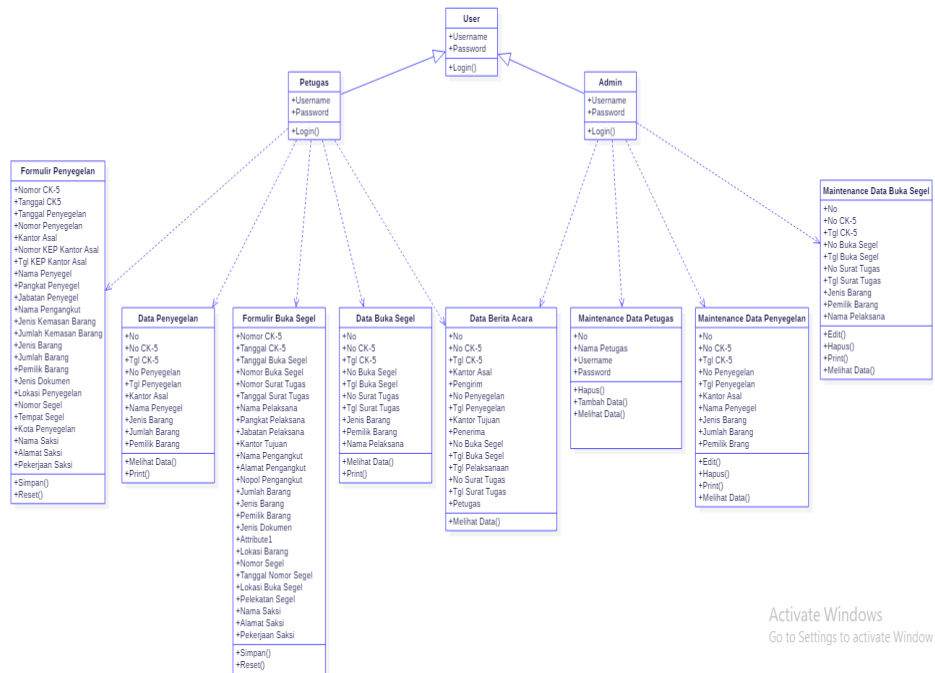 User
+Username
+Password
+Login()
Petugas
+Username
+Password
+Login()
Admin
+Username
+Password
+Login()
Formulir Penyegelan
+Nomor CK-5
+Tanggal CK5
+Tanggal Penyegelan
+Nomor Penyegelan
+Kantor Asal
+Nomor KEP Kantor Asal
+Tgl KEP Kantor Asal
+Nama Penyegel
+Pangkat Penyegel
+Jabatan Penyegel
+Nama Pengangkut
+Jenis Kemasan Barang
+Jumlah Kemasan Barang
+Jenis Barang
+Jumlah Barang
+Pemilik Barang
+Jenis Dokumen
+Lokasi Penyegelan
+Nomor Segel
+Tempat Segel
+Kota Penyegelan
+Nama Saksi
+Alamat Saksi
+Pekerjaan Saksi
+Simpan()
+Reset()
Data Penyegelan
+No
+No CK-5
+Tgl CK-5
+No Penyegelan
+Tgl Penyegelan
+Kantor Asal
+Nama Penyegel
+Jenis Barang
+Jumlah Barang
+Pemilik Barang
+Melihat Data()
+Print()
Formulir Buka Segel
+Nomor CK-5
+Tanggal CK-5
+Tanggal Buka Segel
+Nomor Buka Segel
+Nomor Surat Tugas
+Tanggal Surat Tugas
+Nama Pelaksana
+Pangkat Pelaksana
+Jabatan Pelaksana
+Kantor Tujuan
+Nama Pengangkut
+Alamat Pengangkut
+Nopol Pengangkut
+Jumlah Barang
+Jenis Barang
+Pemilik Barang
+Jenis Dokumen
+Attribute1
+Lokasi Barang
+Nomor Segel
+Tanggal Nomor Segel
+Lokasi Buka Segel
+Pelekatan Segel
+Nama Saksi
+Alamat Saksi
+Pekerjaan Saksi
+Simpan()
+Reset()
Data Buka Segel
+No
+No CK-5
+Tgl CK-5
+No Buka Segel
+Tgl Buka Segel
+No Surat Tugas
+Tgl Surat Tugas
+Jenis Barang
+Pemilik Barang
+Nama Pelaksana
+Melihat Data()
+Print()
Data Berita Acara
+No
+No CK-5
+Tgl CK-5
+Kantor Asal
+Pengirim
+No Penyegelan
+Tgl Penyegelan
+Kantor Tujuan
+Penerima
+No Buka Segel
+Tgl Buka Segel
+Tgl Pelaksanaan
+No Surat Tugas
+Tgl Surat Tugas
+Petugas
+Melihat Data()
Maintenance Data Petugas
+No
+Nama Petugas
+Username
+Password
+Hapus()
+Tambah Data()
+Melihat Data()
Maintenance Data Penyegelan
+No
+No CK-5
+Tgl CK-5
+No Penyegelan
+Tgl Penyegelan
+Kantor Asal
+Nama Penyegel
+Jenis Barang
+Jumlah Barang
+Pemilik Brang
+Edit()
+Hapus()
+Print()
+Melihat Data()
Maintenance Data Buka Segel
+No
+No CK-5
+Tgl CK-5
+No Buka Segel
+Tgl Buka Segel
+No Surat Tugas
+Tgl Surat Tugas
+Jenis Barang
+Pemilik Barang
+Nama Pelaksana
+Edit()
+Hapus()
+Print()
+Melihat Data()
Activate Windows
Go to Settings to activate Window